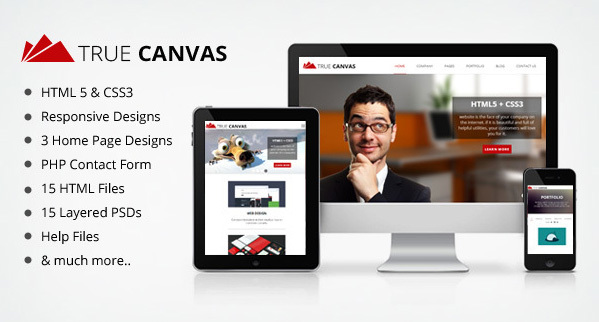 TRUE CANVAS
HTML 5 & CSS3
Responsive Designs
3 Home Page Designs
PHP Contact Form
15 HTML Files
15 Layered PSDs
Help Files
& much more..
TRUE CANVAS
HOME COMPANY PAGES PORTFOLIO BLOG CONTACT US
HTML5 + CSS3
website is the face of your company on
the internet. if it is beautiful and full of
helpful utilities, your customers will love
you for it.
LEARN MORE
TRUE CANVAS
HTML5 + CSS3
WEB DESIGN
PORTFOLIO